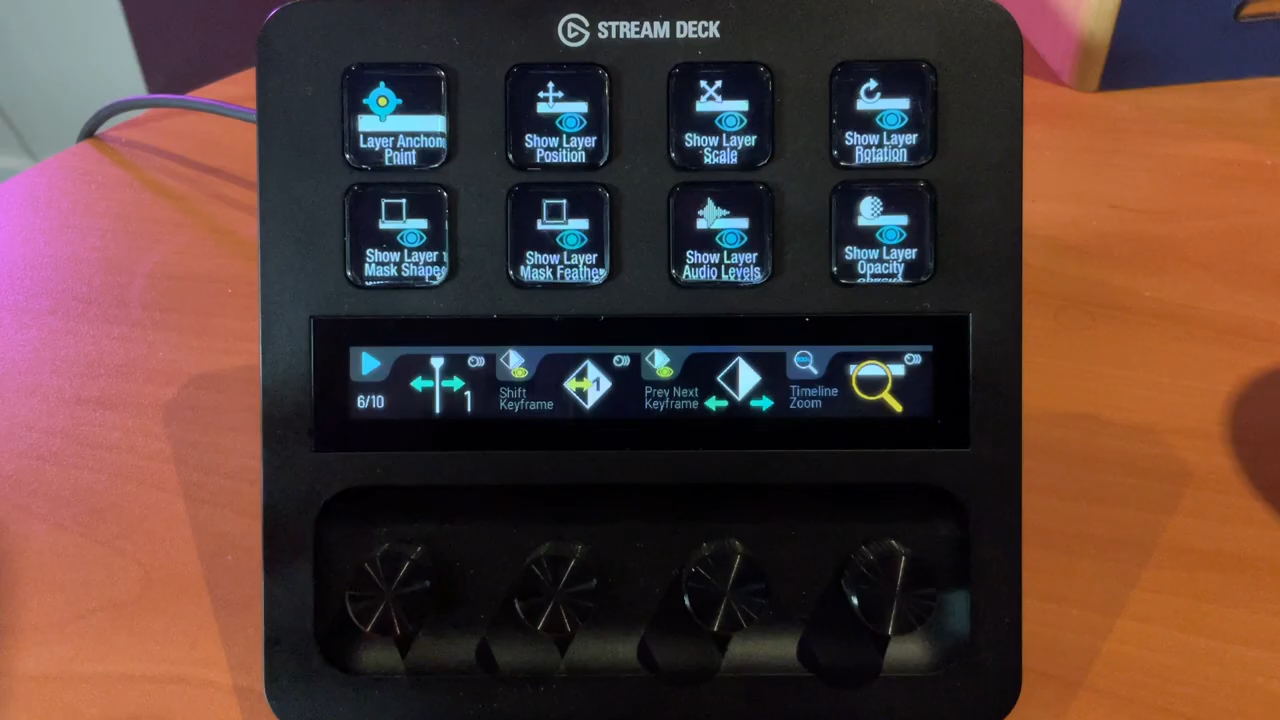 STREAM DECK
Layer Anchor
Point
Show Layer
Position
Show Layer
Scale
Show Layer
Rotation
Show Layer
Mask Shape
Show Layer
Mask Feather
Show Layer
Audio Levels
Show Layer
Opacity
6/10
1
Shift
Keyframe
1
Prev Next
Keyframe
100%
Timeline
Zoom